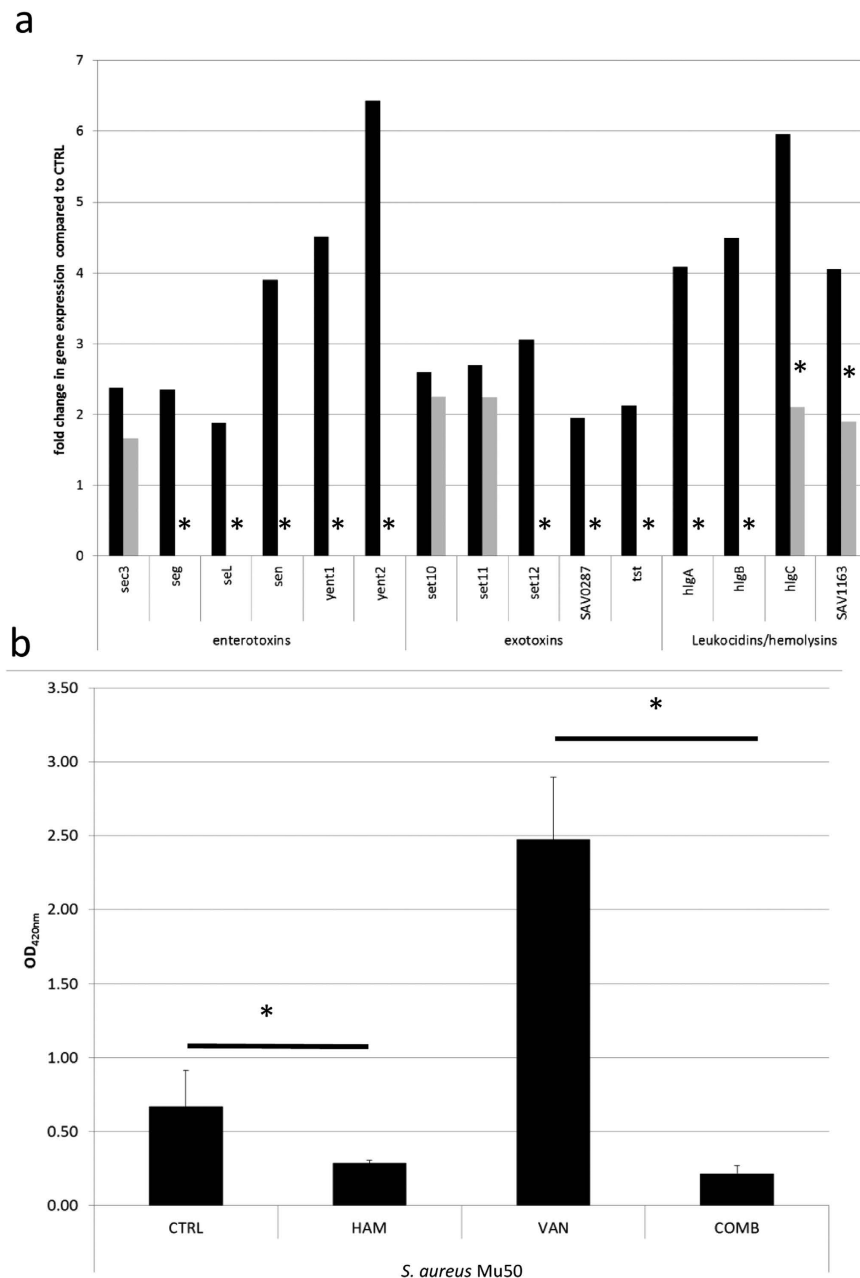 a
fold change in gene expression compared to CTRL
7
6
5
4
3
2
1
0
* * * * * * * * * * * *
sec3 seg seL sen yent1 yent2 set10 set11 set12 SAV0287 tst hlgA hlgB hlgC SAV1163
enterotoxins exotoxins Leukocidins/hemolysins
b
OD420nm
3.50
3.00
2.50
2.00
1.50
1.00
0.50
0.00
*
*
CTRL HAM VAN COMB
S. aureus Mu50